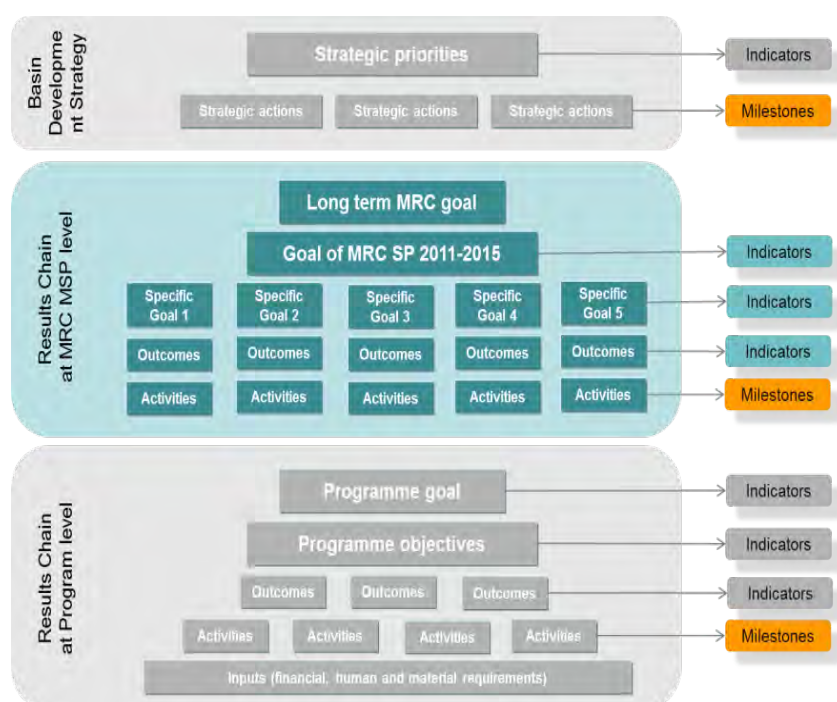 Basin
Developme
nt Strategy
Strategic priorities
Indicators
Strategic actions
Strategic actions
Strategic actions
Milestones
Results Chain
at MRC MSP level
Long term MRC goal
Goal of MRC SP 2011-2015
Indicators
Specific
Goal 1
Specific
Goal 2
Specific
Goal 3
Specific
Goal 4
Specific
Goal 5
Indicators
Outcomes
Outcomes
Outcomes
Outcomes
Outcomes
Indicators
Activities
Activities
Activities
Activities
Activities
Milestones
Results Chain
at Program level
Programme goal
Indicators
Programme objectives
Indicators
Outcomes
Outcomes
Outcomes
Indicators
Activities
Activities
Activities
Activities
Milestones
Inputs (financial, human and material requirements)